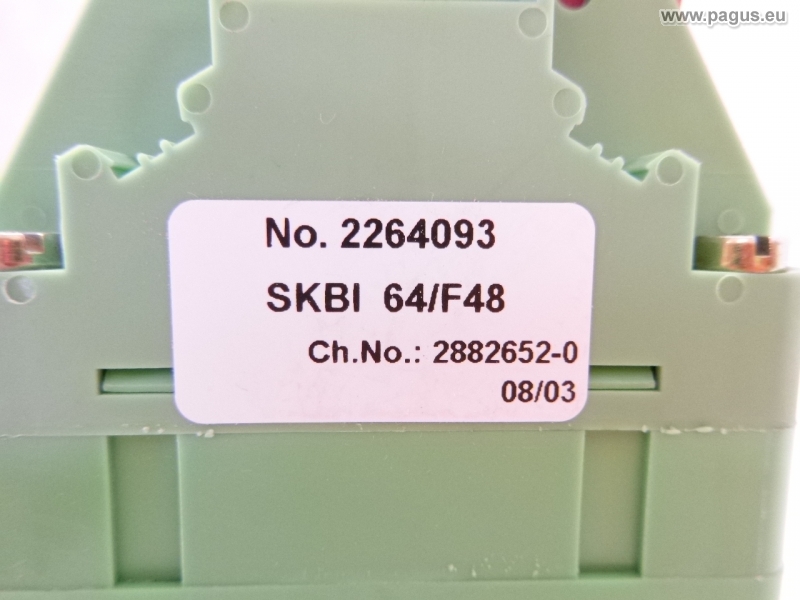 www.pagus.eu
No. 2264093
SKBI 64/F48
Ch.No.: 2882652-0
08/03